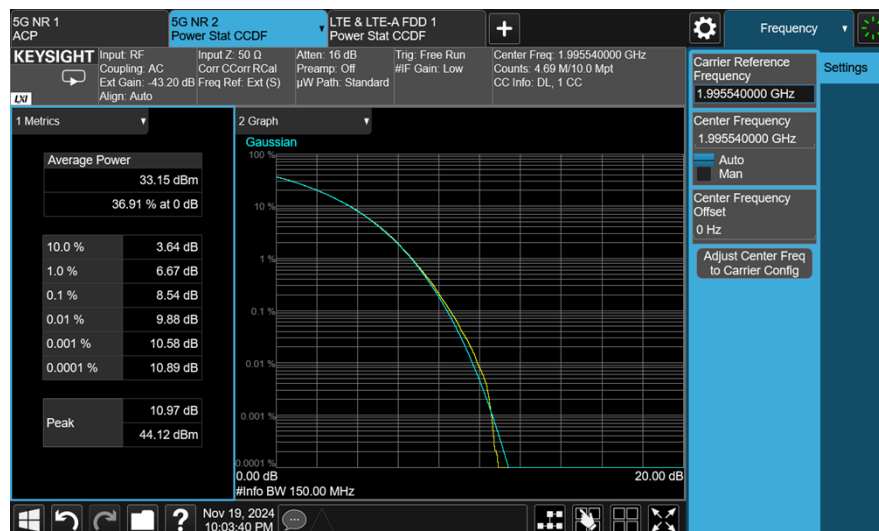 5G NR 1
ACP
5G NR 2
Power Stat CCDF
LTE & LTE-A FDD 1
Power Stat CCDF
Frequency
KEYSIGHT
LXI
Input: RF
Coupling: AC
Ext Gain: -43.20 dB
Align: Auto
Input Z: 50 Ω
Corr CCorr RCal
Freq Ref: Ext (S)
Atten: 16 dB
Preamp: Off
µW Path: Standard
Trig: Free Run
#IF Gain: Low
Center Freq: 1.995540000 GHz
Counts: 4.69 M/10.0 Mpt
CC Info: DL, 1 CC
Carrier Reference
Frequency
1.995540000 GHz
Settings
Center Frequency
1.995540000 GHz
Auto
Man
Center Frequency
Offset
0 Hz
Adjust Center Freq
to Carrier Config
1 Metrics
Average Power
33.15 dBm
36.91 % at 0 dB
10.0 % 3.64 dB
1.0 % 6.67 dB
0.1 % 8.54 dB
0.01 % 9.88 dB
0.001 % 10.58 dB
0.0001 % 10.89 dB
Peak
10.97 dB
44.12 dBm
2 Graph
Gaussian
100 %
10 %
1 %
0.1 %
0.01 %
0.001 %
0.0001 %
0.00 dB 20.00 dB
#Info BW 150.00 MHz
Nov 19, 2024
10:03:40 PM